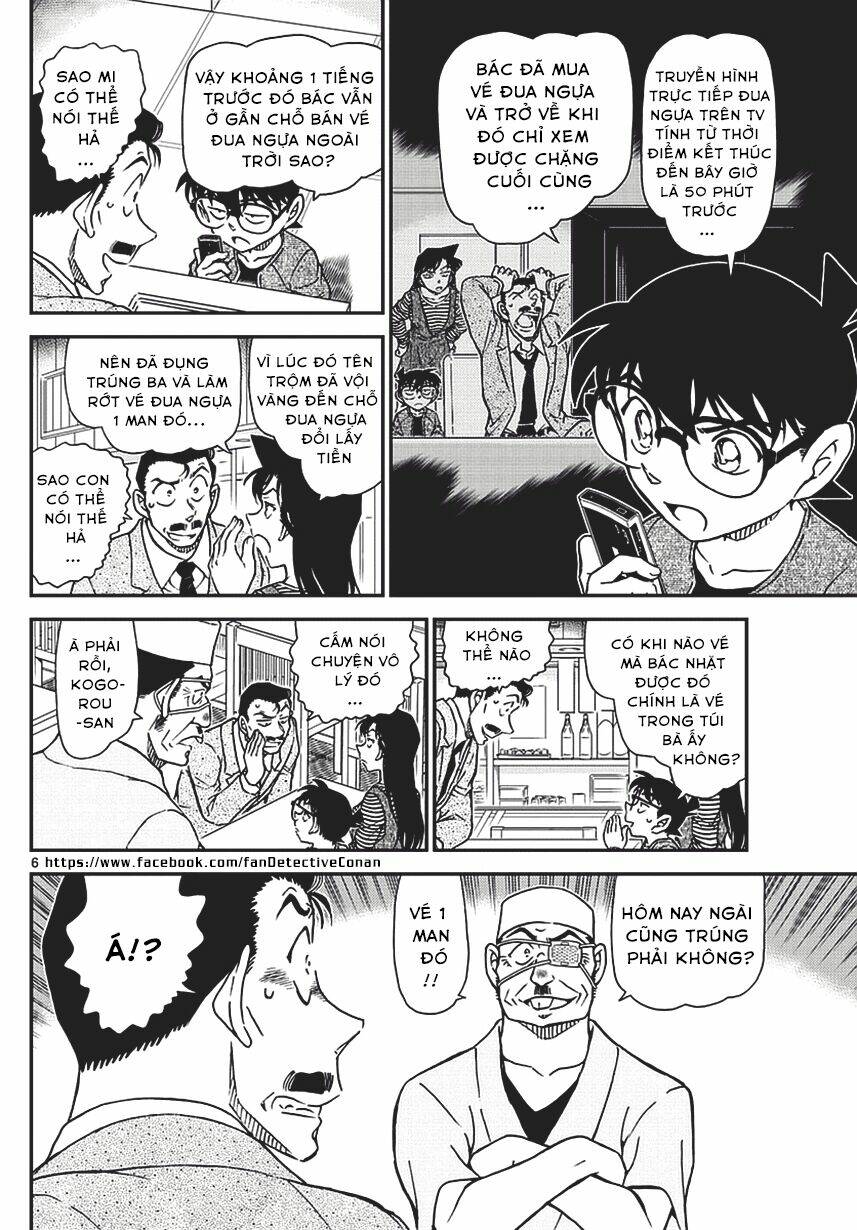 TRUYỀN HÌNH
TRỰC TIẾP ĐUA
NGỰA TRÊN TV
TÍNH TỪ THỜI
ĐIỂM KẾT THÚC
ĐẾN BÂY GIỜ
LÀ 50 PHÚT
TRƯỚC
...
BÁC ĐÃ MUA
VÉ ĐUA NGỰA
VÀ TRỞ VỀ KHI
ĐÓ CHỈ XEM
ĐƯỢC CHẶNG
CUỐI CÙNG
...
VẬY KHOẢNG 1 TIẾNG
TRƯỚC ĐÓ BÁC VẪN
Ở GẦN CHỖ BÁN VÉ
ĐUA NGỰA NGOÀI
TRỜI SAO?
SAO MI
CÓ THỂ
NÓI THẾ
HẢ
...
VÌ LÚC ĐÓ TÊN
TRỘM ĐÃ VỘI
VÀNG ĐẾN CHỖ
ĐUA NGỰA
ĐỔI LẤY
TIỀN
NÊN ĐÃ ĐỤNG
TRÚNG BA VÀ LÀM
RỚT VÉ ĐUA NGỰA
1 MAN ĐÓ...
SAO CON
CÓ THỂ
NÓI THẾ
HẢ
...
CÓ KHI NÀO VÉ
MÀ BÁC NHẶT
ĐƯỢC ĐÓ
CHÍNH LÀ VÉ
TRONG TÚI
BÀ ẤY
KHÔNG?
KHÔNG
THỂ NÀO
...
CẤM NÓI
CHUYỆN VÔ
LÝ ĐÓ
...
À PHẢI
RỒI,
KOGO-
ROU
-SAN
6 https://www.facebook.com/fanDetectiveConan
HÔM NAY NGÀI
CŨNG TRÚNG
PHẢI KHÔNG?
VÉ 1
MAN
ĐÓ
!!
Á!?